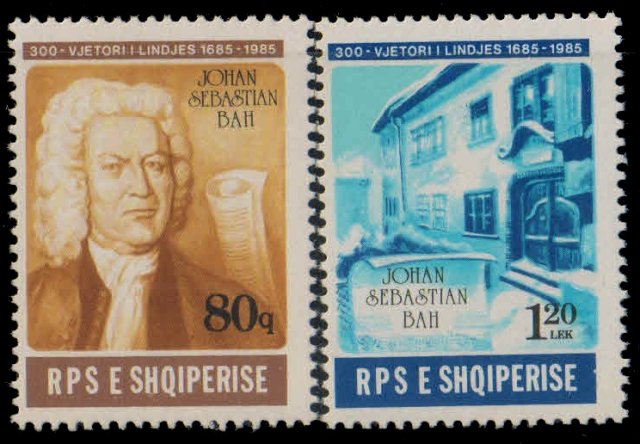 300-VJETORI I LINDJES 1685-1985
JOHAN
SEBASTIAN
BAH
80q
RPS E SHQIPERISE
300-VJETORI I LINDJES 1685-1985
JOHAN
SEBASTIAN
BAH
1 20
LEK
RPS E SHQIPERISE